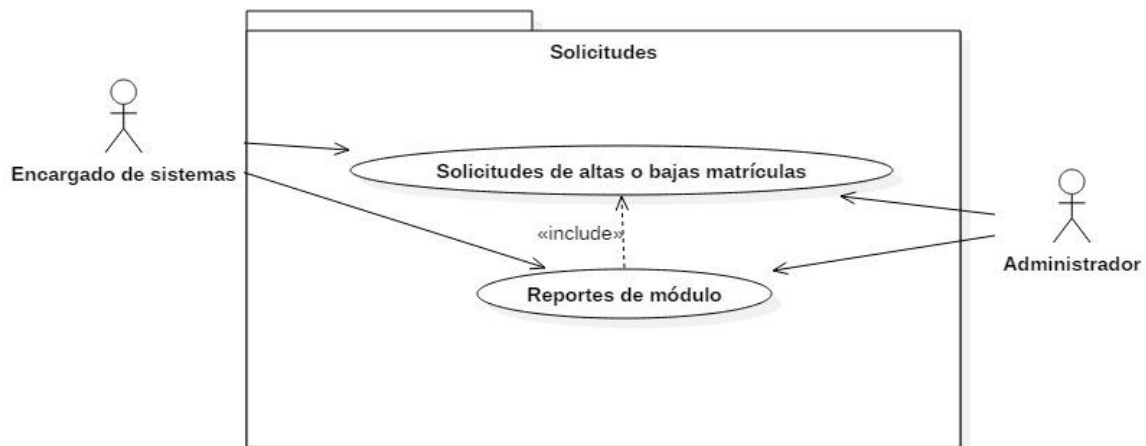 Solicitudes
Encargado de sistemas
Solicitudes de altas o bajas matrículas
«include»
Administrador
Reportes de módulo